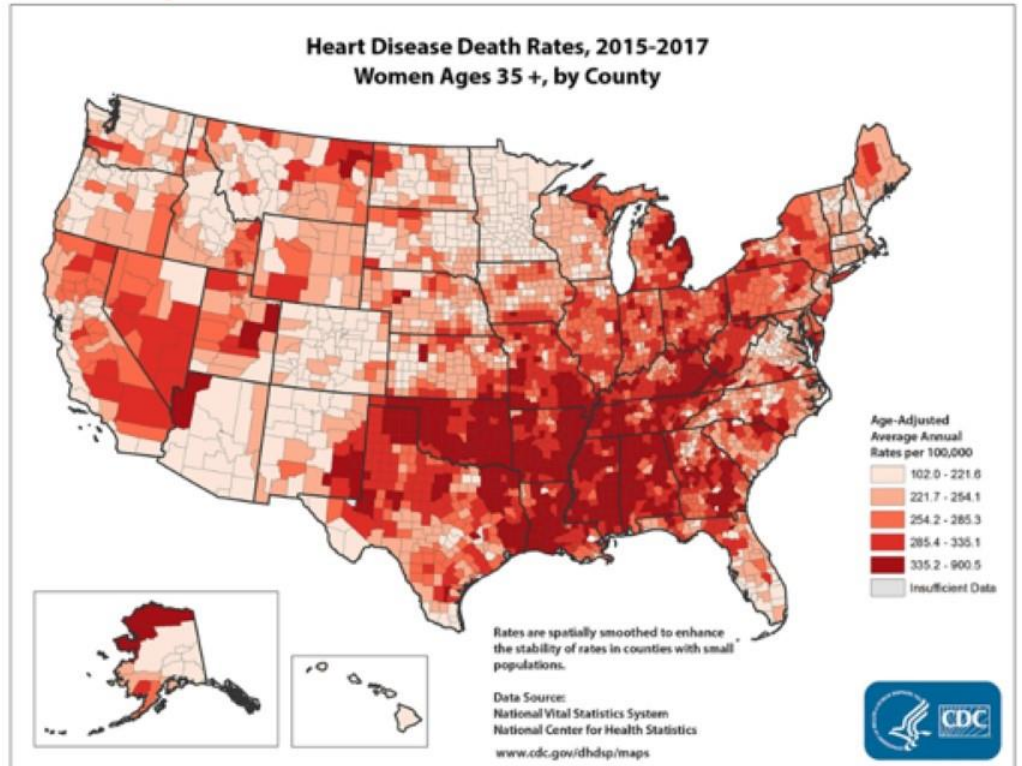 Heart Disease Death Rates, 2015-2017
Women Ages 35 +, by County
Age-Adjusted
Average Annual
Rates per 100,000
102.0 - 221.6
221.7 - 254.1
254.2 - 285.3
285.4 - 335.1
335.2 - 900.5
Insufficient Data
Rates are spatially smoothed to enhance
the stability of rates in counties with small
populations.
Data Source:
National Vital Statistics System
National Center for Health Statistics
www.cdc.gov/dhdsp/maps
CDC